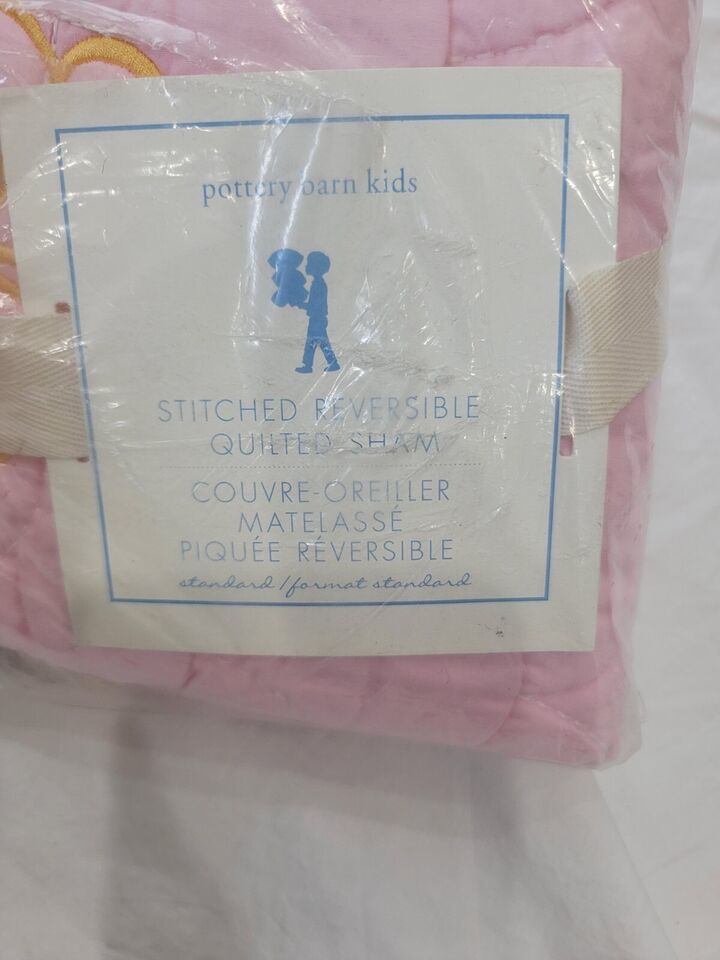 pottery barn kids
STITCHED REVERSIBLE
QUILTED SHAM
COUVRE-OREILLER
MATELASSÉ
PIQUÉE RÉVERSIBLE
standard/format standard